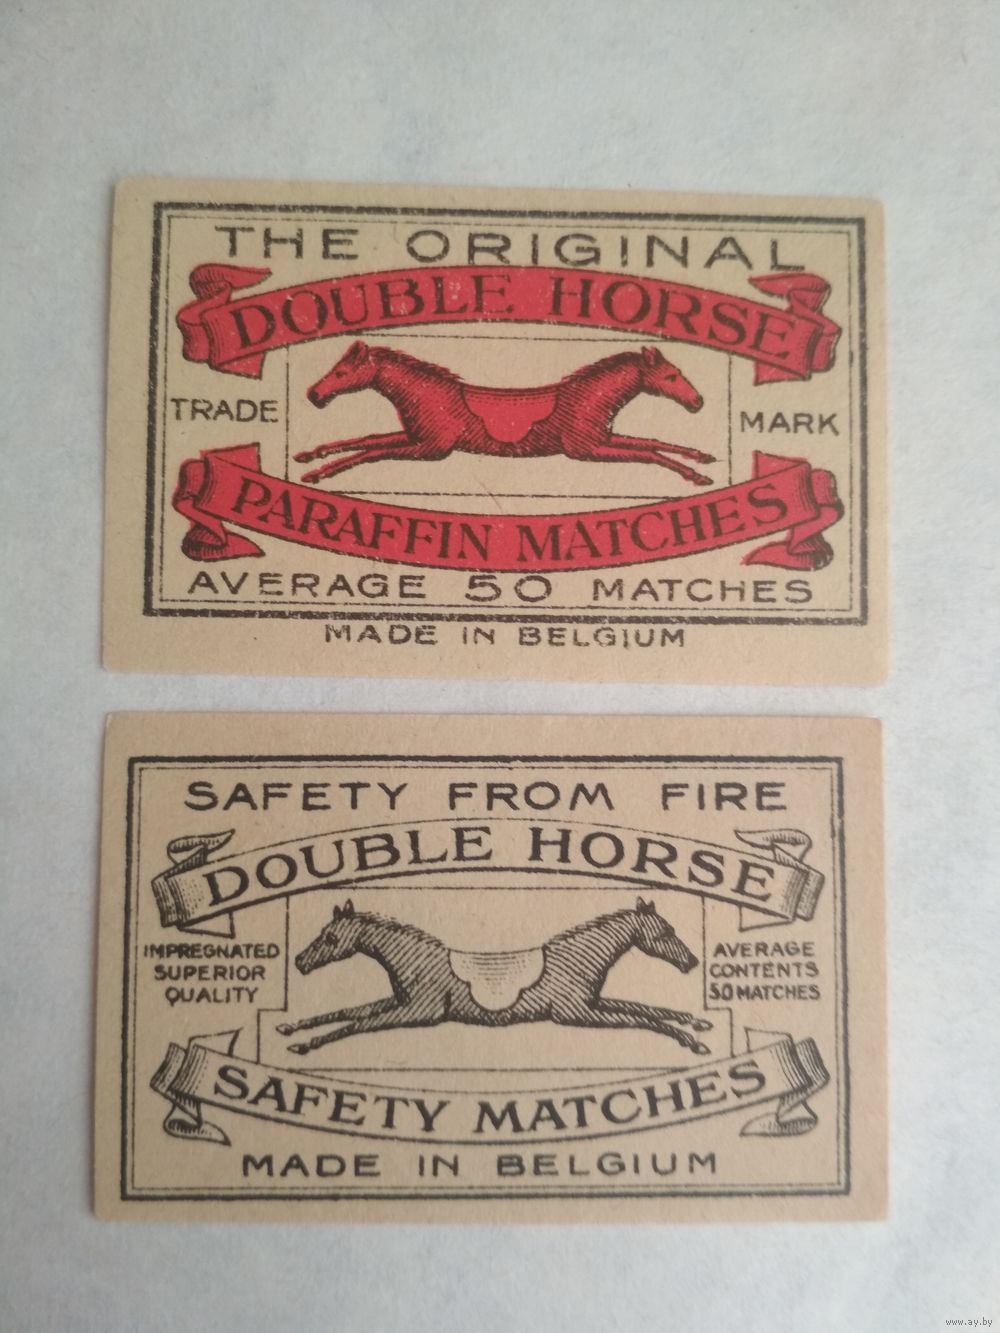 THE ORIGINAL
DOUBLE HORSE
TRADE MARK
PARAFFIN MATCHES
AVERAGE 50 MATCHES
MADE IN BELGIUM
SAFETY FROM FIRE
DOUBLE HORSE
IMPREGNATED
SUPERIOR
QUALITY
AVERAGE
CONTENTS
50 MATCHES
SAFETY MATCHES
MADE IN BELGIUM
www.ay.by